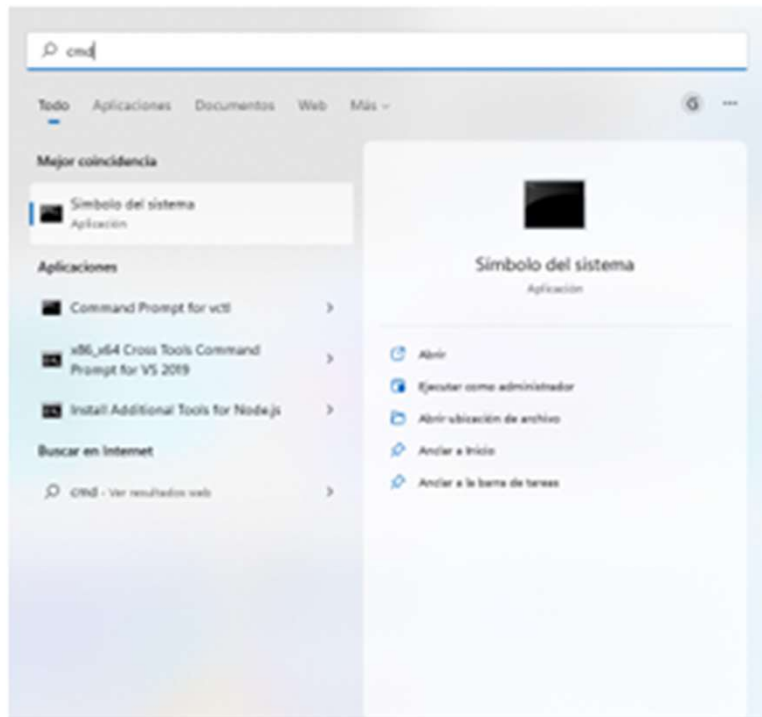 cmd
Todo Aplicaciones Documentos Web Más
G ...
Mejor coincidencia
Símbolo del sistema
Aplicación
Aplicaciones
Command Prompt for vctl
x86_x64 Cross Tools Command
Prompt for VS 2019
Install Additional Tools for Node.js
Buscar en Internet
cmd - Ver resultados web
Símbolo del sistema
Aplicación
Abrir
Ejecutar como administrador
Abrir ubicación de archivo
Anclar a Inicio
Anclar a la barra de tareas